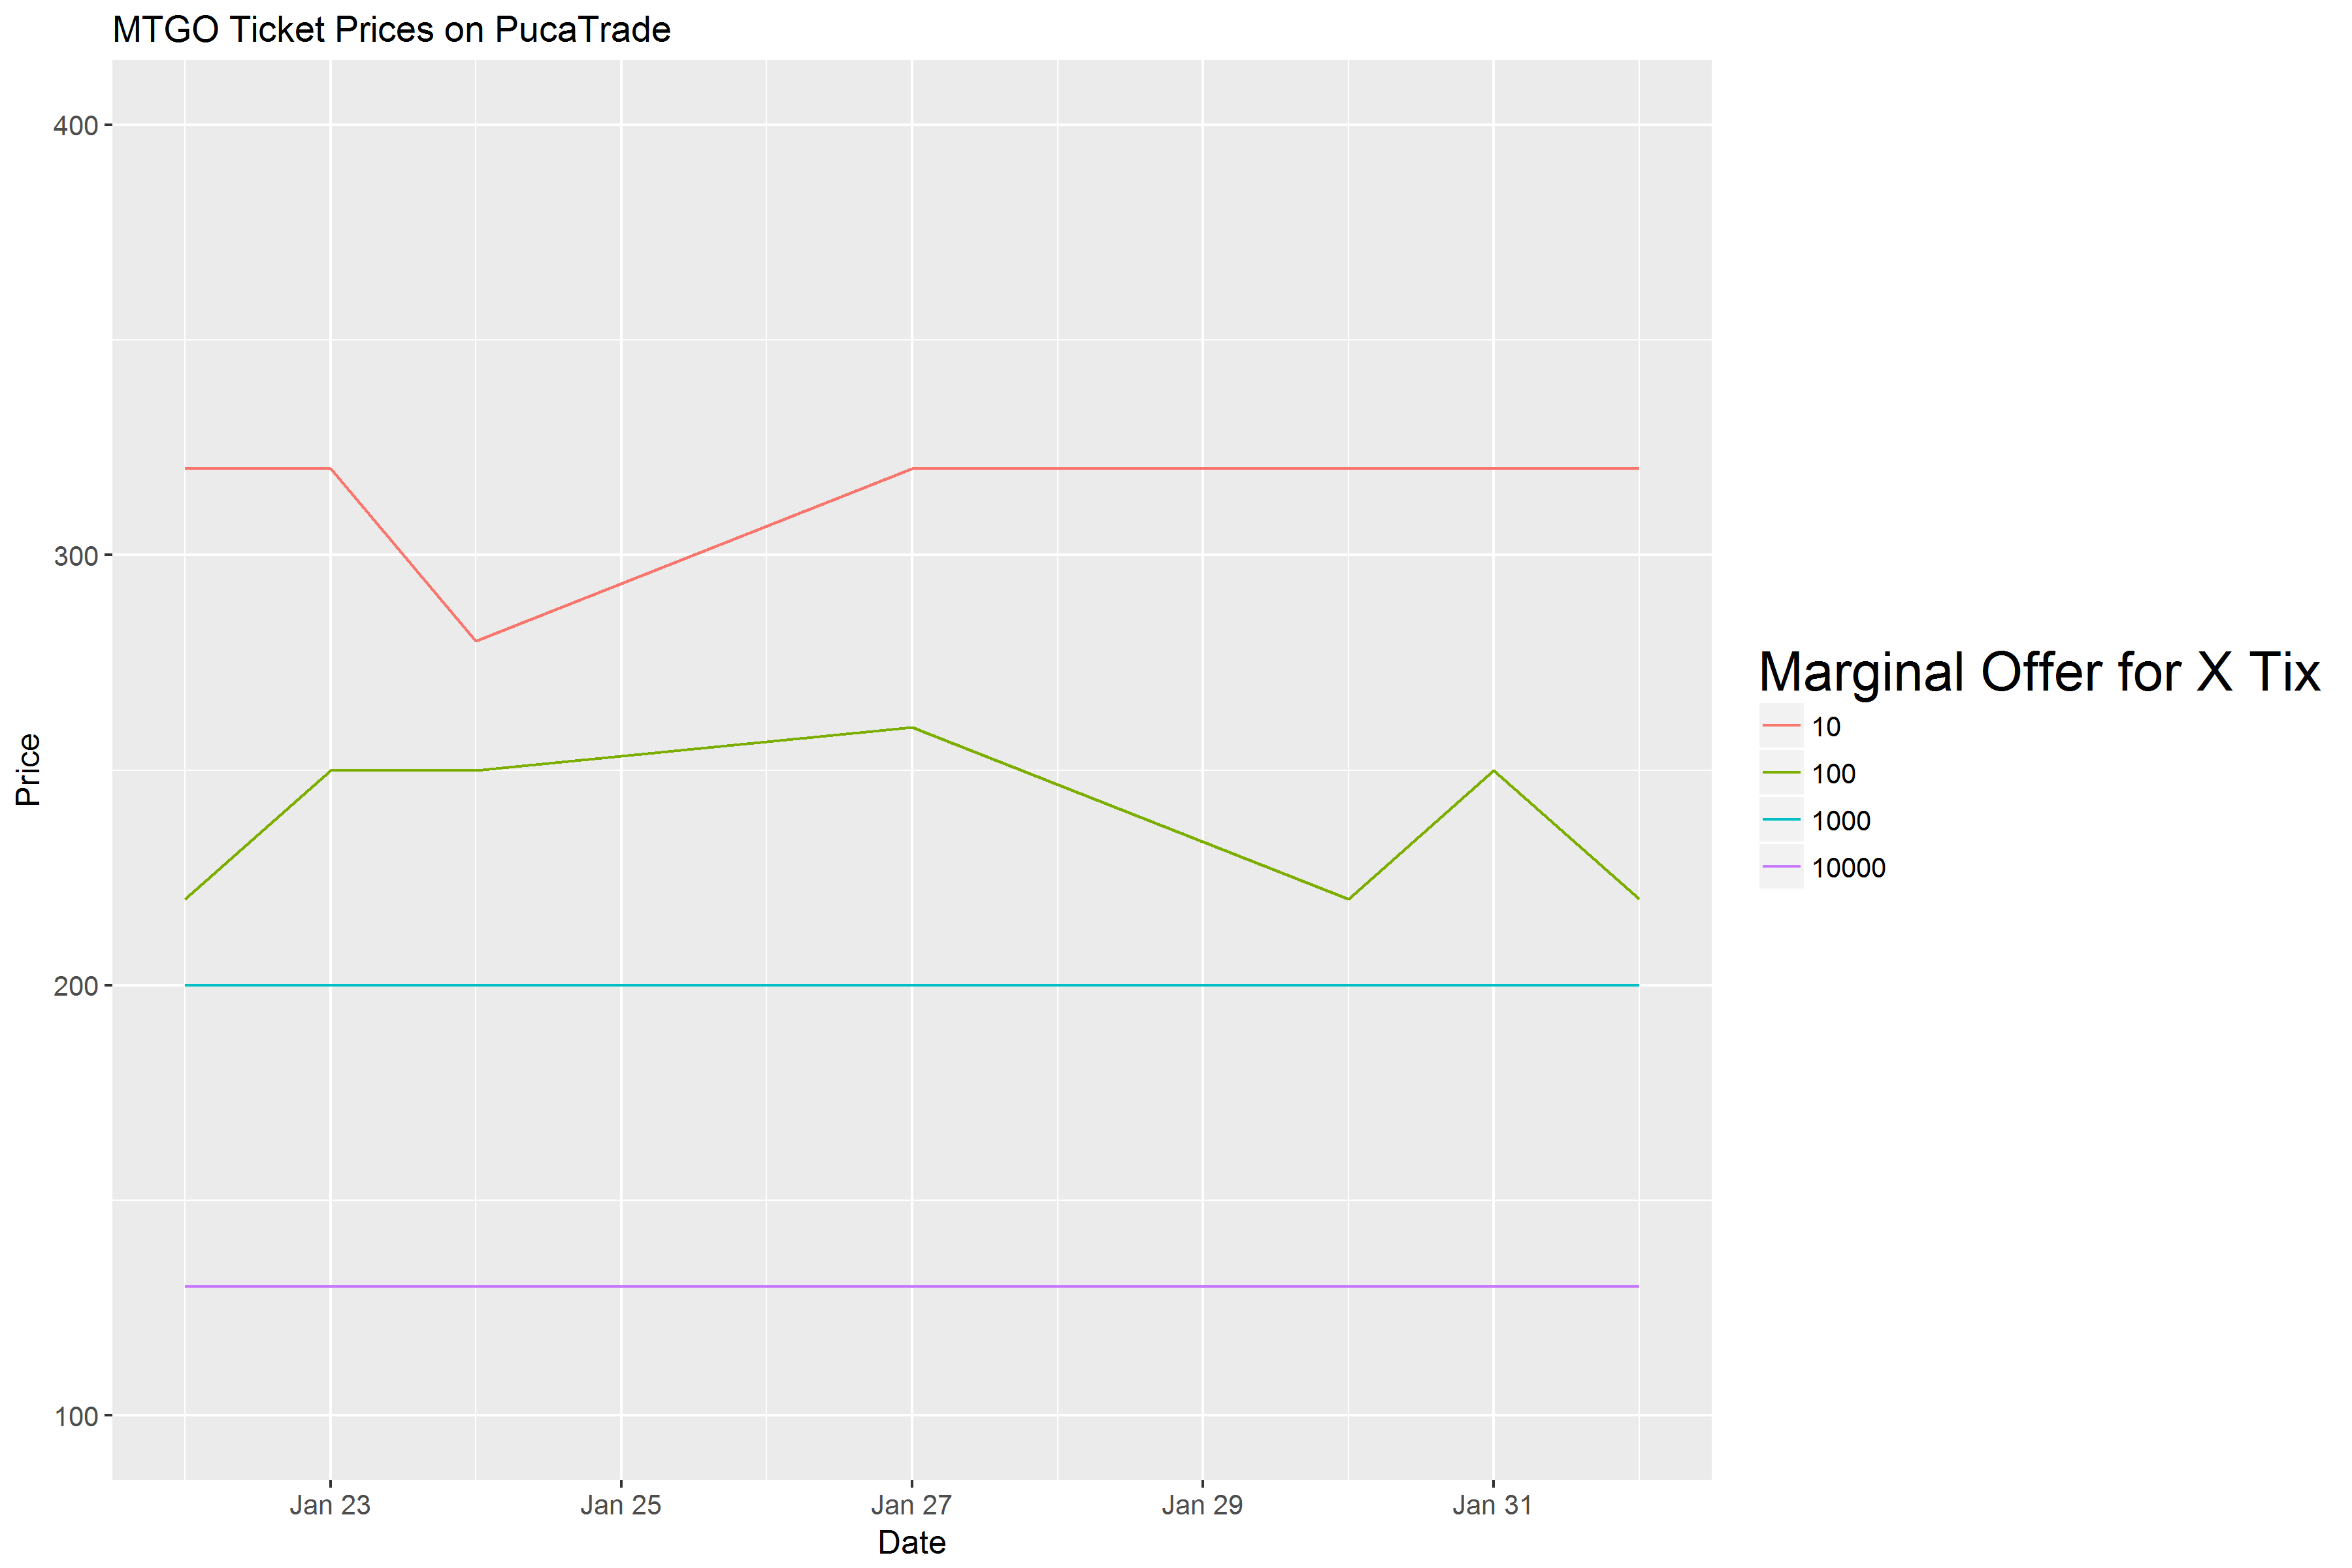 MTGO Ticket Prices on PucaTrade
400
300
200
100
Price
Jan 23
Jan 25
Jan 27
Jan 29
Jan 31
Date
Marginal Offer for X Tix
10
100
1000
10000